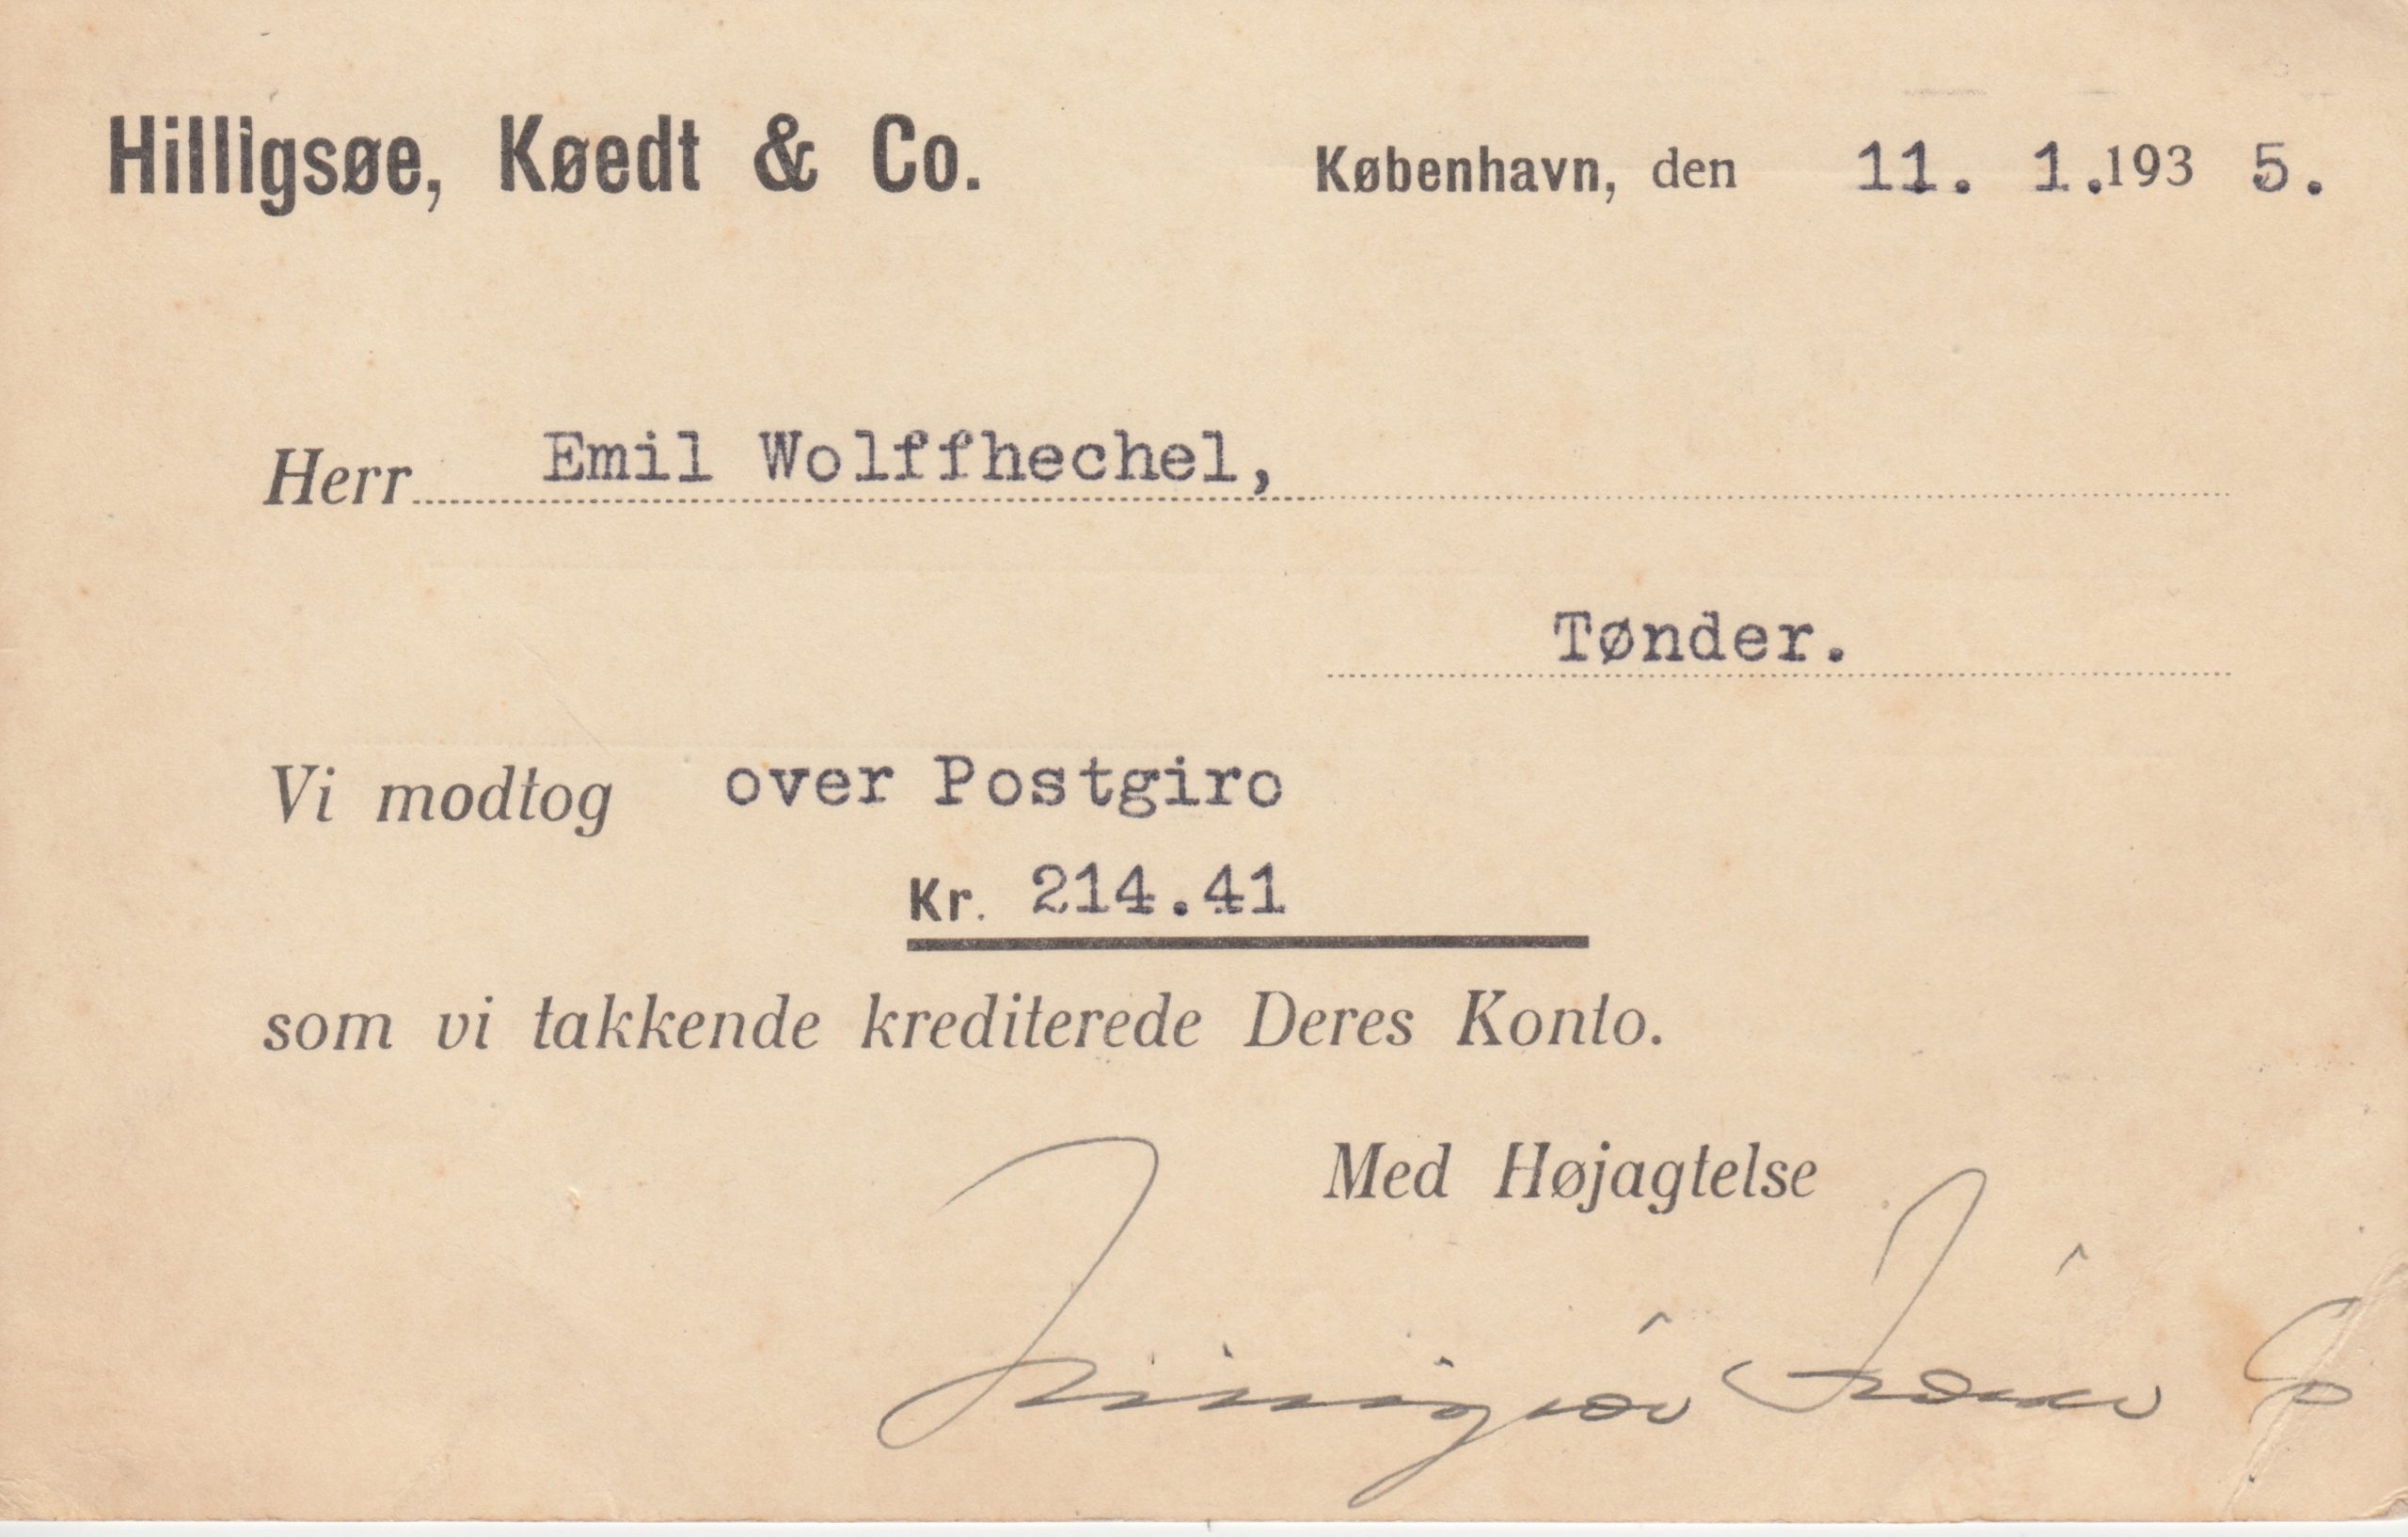 Hilligsøe, Køedt & Co.
København, den 11. 1.193 5.
Herr Emil Wolffhechel,
Tønder.
Vi modtog over Postgiro
Kr. 214.41
som vi takkende krediterede Deres Konto.
Med Højagtelse